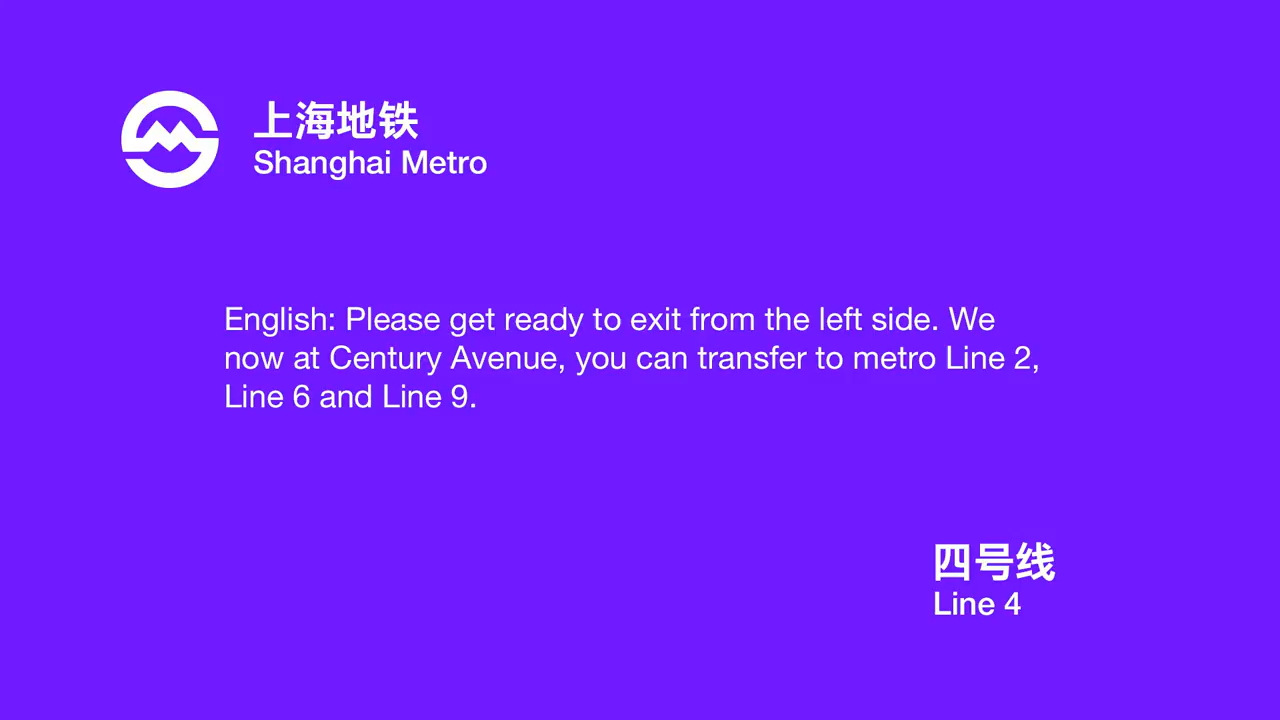 上海地铁
Shanghai Metro
English: Please get ready to exit from the left side. We
now at Century Avenue, you can transfer to metro Line 2,
Line 6 and Line 9.
四号线
Line 4